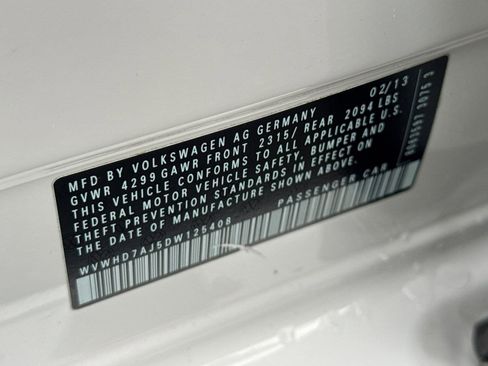 MFD BY VOLKSWAGEN AG GERMANY 02/13
GVWR 4299 GAWR FRONT 2315/ REAR 2094 LBS
THIS VEHICLE CONFORMS TO ALL APPLICABLE U.S.
FEDERAL MOTOR VEHICLE SAFETY, BUMPER AND
THEFT PREVENTION STANDARDS IN EFFECT ON
THE DATE OF MANUFACTURE SHOWN ABOVE.
WVWHD7AJ5DW125408 PASSENGER CAR